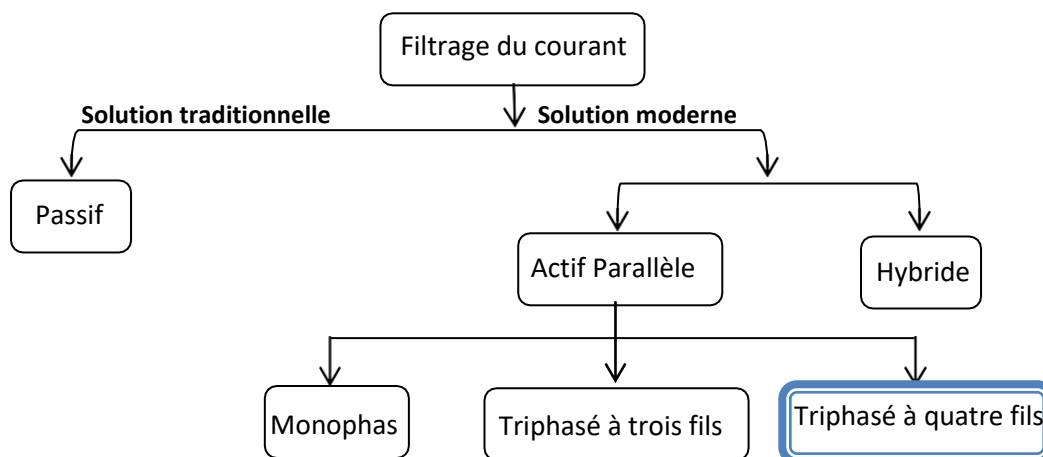 Filtrage du courant
Solution traditionnelle
Solution moderne
Passif
Actif Parallèle
Hybride
Monophas
Triphasé à trois fils
Triphasé à quatre fils